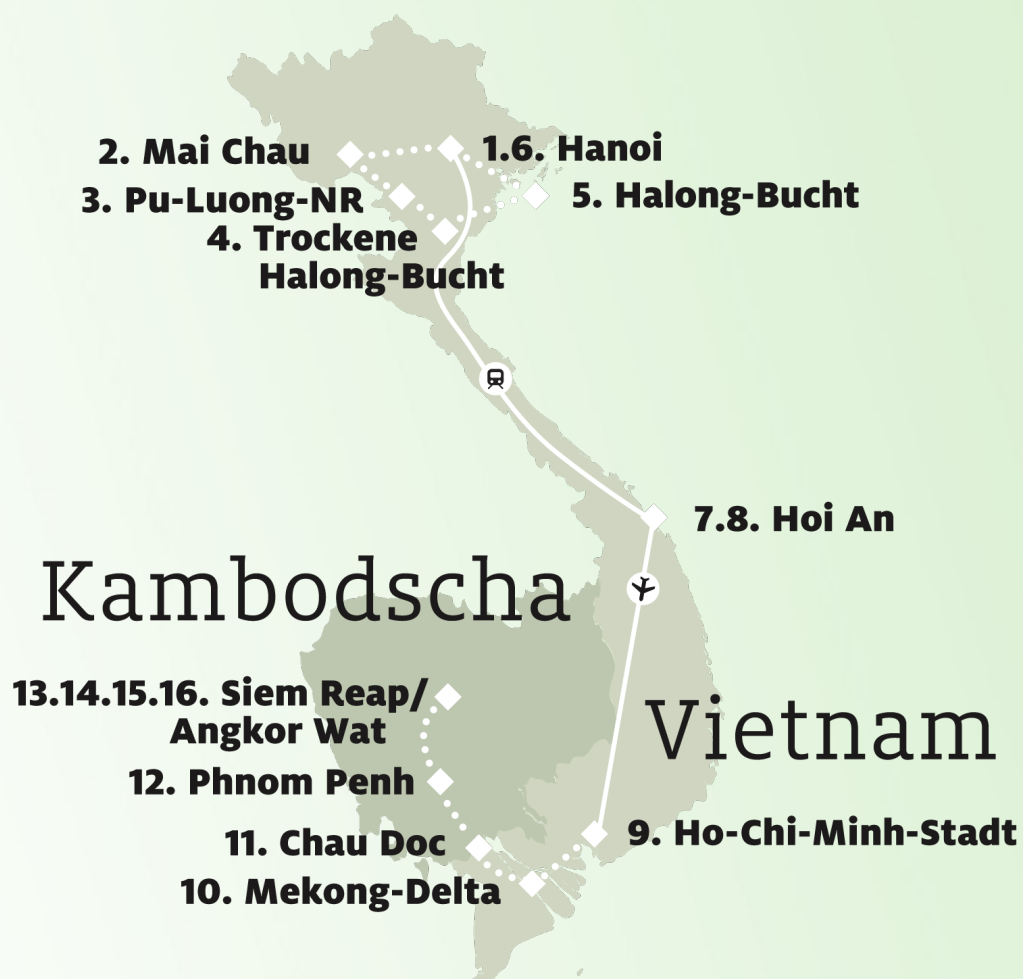 2. Mai Chau
1.6. Hanoi
3. Pu-Luong-NR
5. Halong-Bucht
4. Trockene
Halong-Bucht
7.8. Hoi An
Kambodscha
13.14.15.16. Siem Reap/
Angkor Wat
Vietnam
12. Phnom Penh
9. Ho-Chi-Minh-Stadt
11. Chau Doc
10. Mekong-Delta